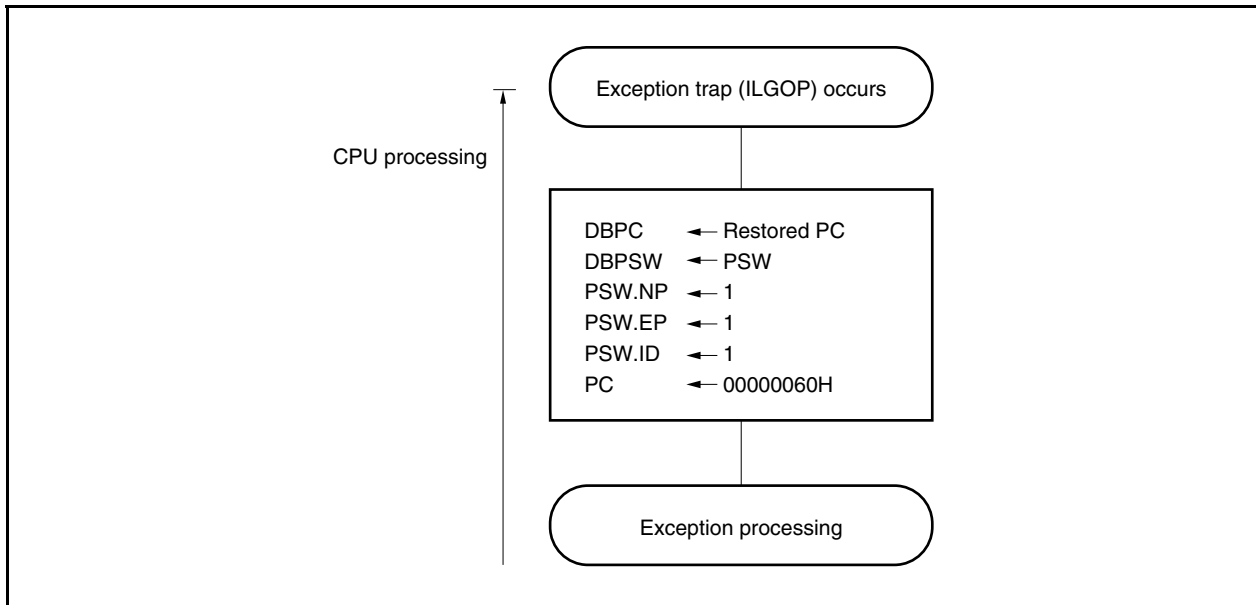 Exception trap (ILGOP) occurs
CPU processing
DBPC ← Restored PC
DBPSW ← PSW
PSW.NP ← 1
PSW.EP ← 1
PSW.ID ← 1
PC ← 00000060H
Exception processing